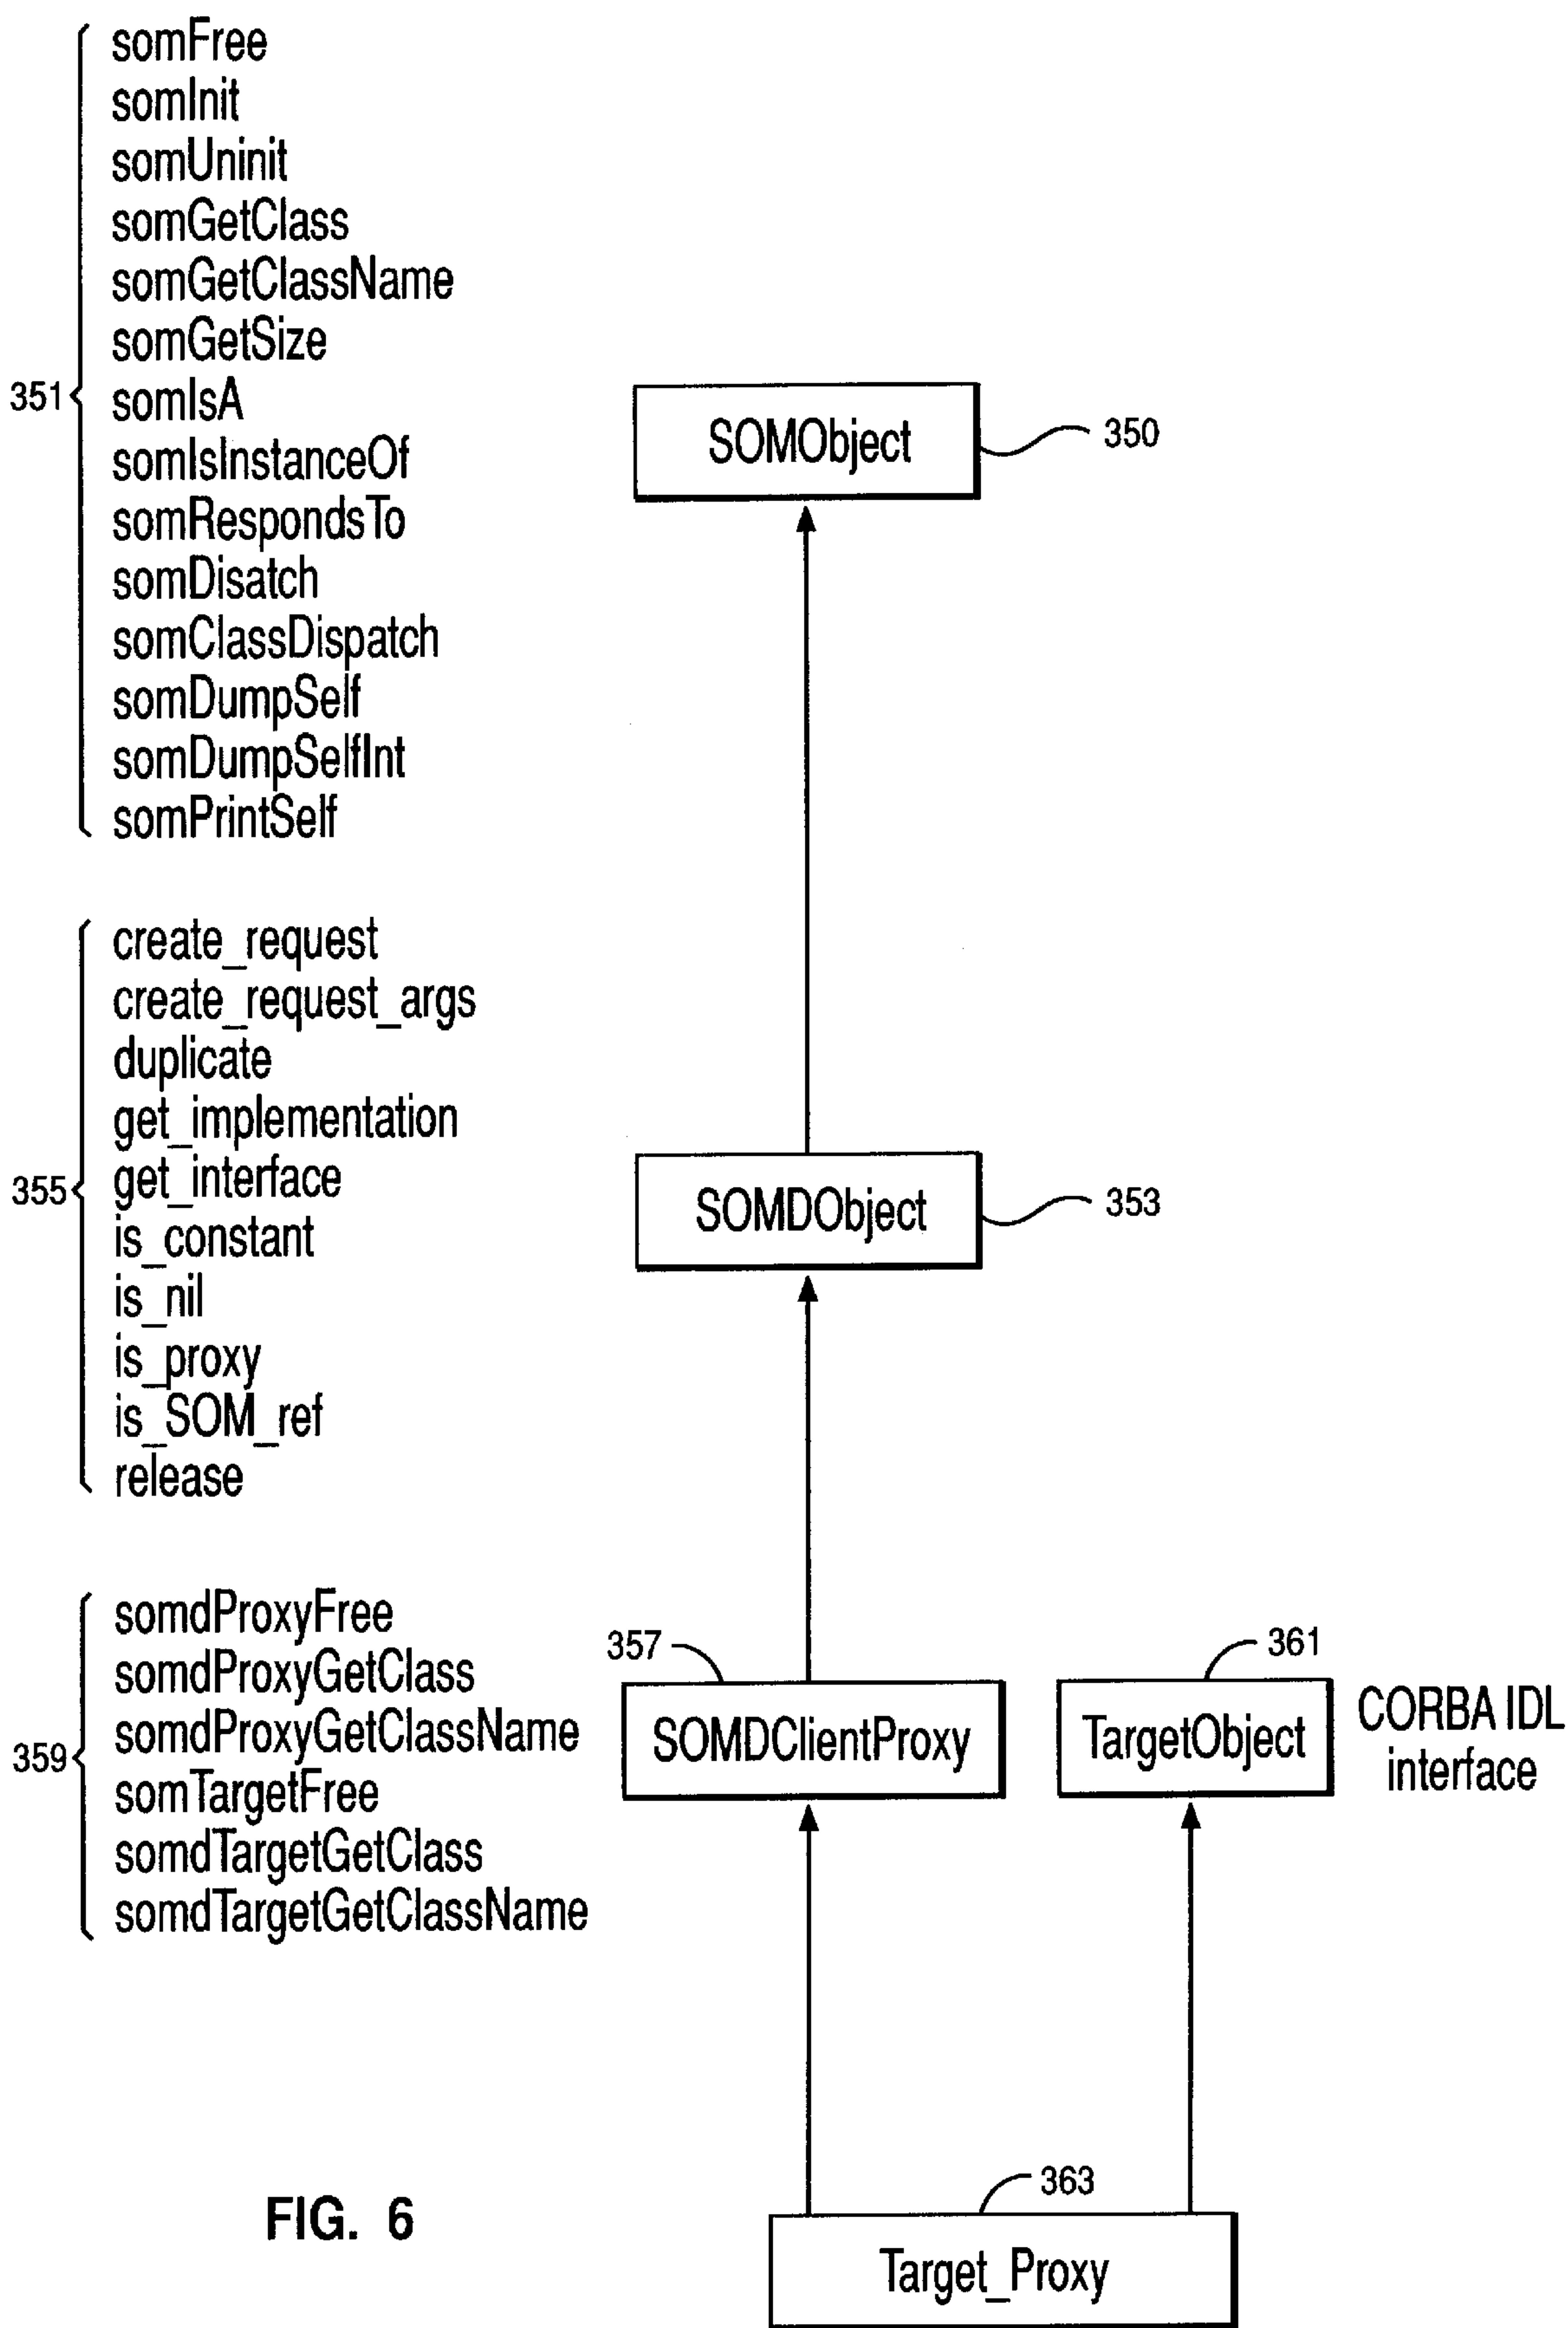 somFree
somInit
somUninit
somGetClass
somGetClassName
somGetSize
351
somIsA
somIsInstanceOf
somRespondsTo
somDisatch
somClassDispatch
somDumpSelf
somDumpSelfInt
somPrintSelf
SOMObject
350
create_request
create_request_args
duplicate
get_implementation
get_interface
355
is_constant
is_nil
is_proxy
is_SOM_ref
release
SOMDObject
353
somdProxyFree
somdProxyGetClass
somdProxyGetClassName
359
somTargetFree
somdTargetGetClass
somdTargetGetClassName
357
SOMDClientProxy
361
TargetObject
CORBA IDL
interface
363
Target_Proxy
FIG. 6